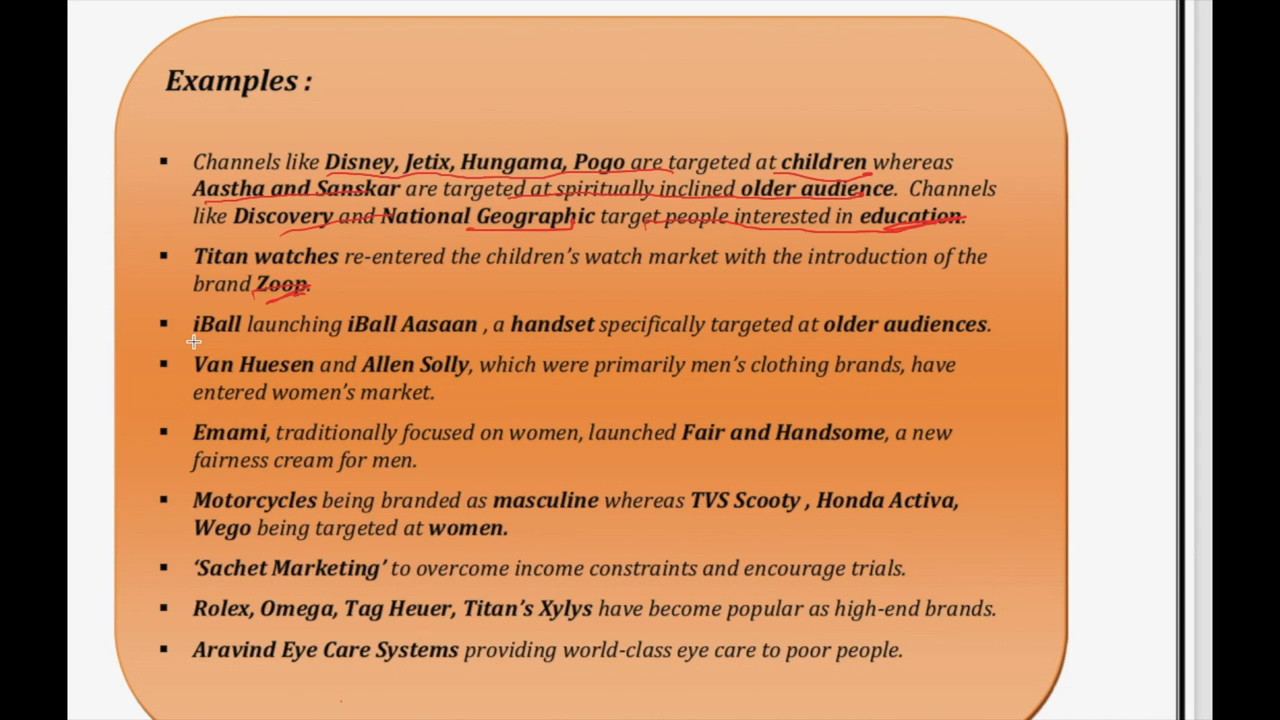 Examples :
▪ Channels like Disney, Jetix, Hungama, Pogo are targeted at children whereas
Aastha and Sanskar are targeted at spiritually inclined older audience. Channels
like Discovery and National Geographic target people interested in education.
▪ Titan watches re-entered the children's watch market with the introduction of the
brand Zoop.
▪ iBall launching iBall Aasaan , a handset specifically targeted at older audiences.
▪ Van Huesen and Allen Solly, which were primarily men's clothing brands, have
entered women's market.
▪ Emami, traditionally focused on women, launched Fair and Handsome, a new
fairness cream for men.
▪ Motorcycles being branded as masculine whereas TVS Scooty , Honda Activa,
Wego being targeted at women.
▪ ‘Sachet Marketing’ to overcome income constraints and encourage trials.
▪ Rolex, Omega, Tag Heuer, Titan's Xylys have become popular as high-end brands.
▪ Aravind Eye Care Systems providing world-class eye care to poor people.